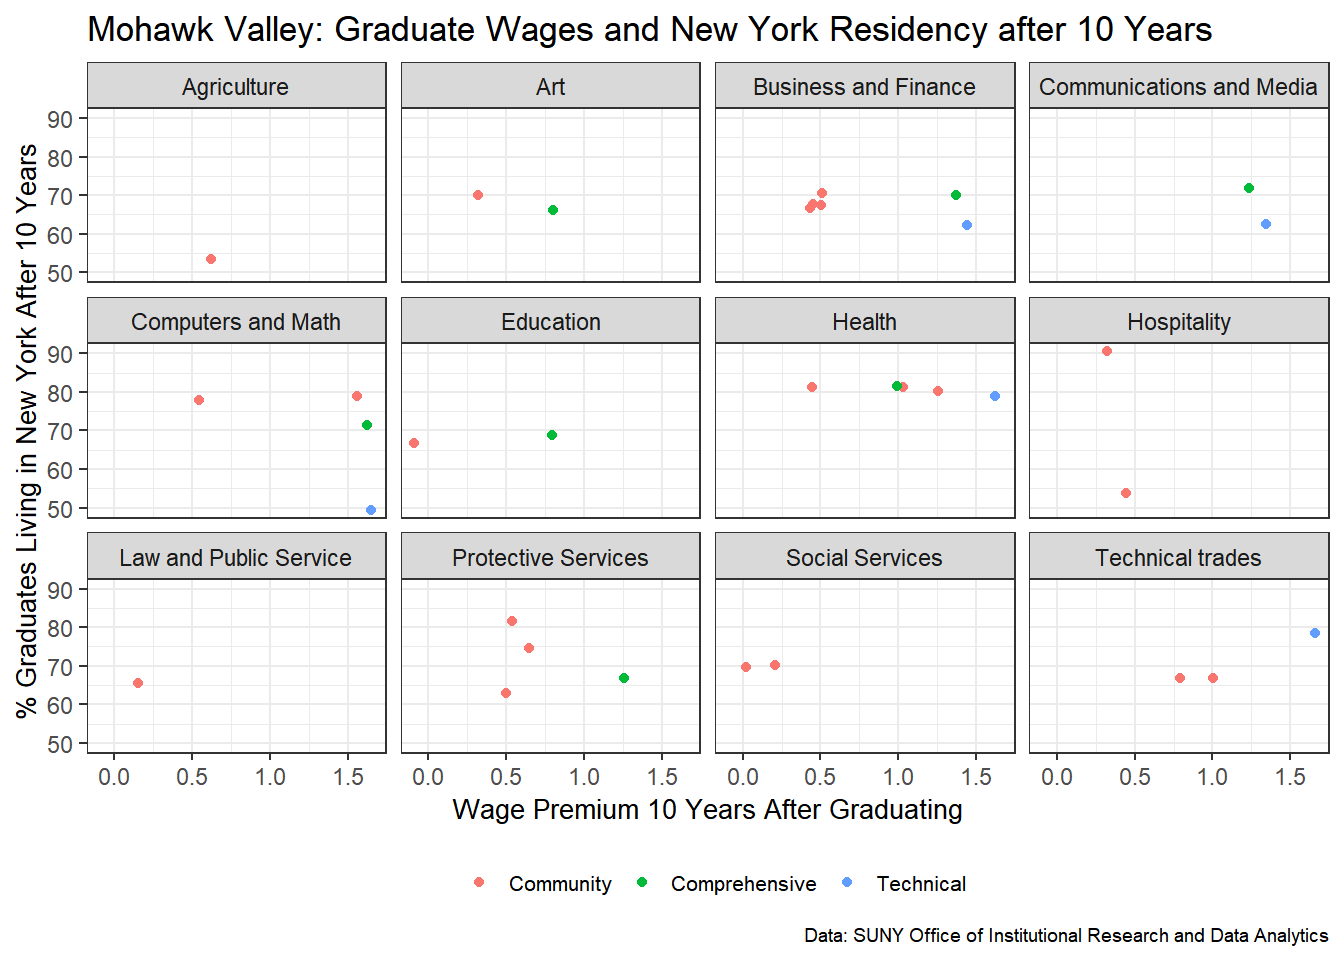 Mohawk Valley: Graduate Wages and New York Residency after 10 Years
Agriculture
Art
Business and Finance
Communications and Media
90
80
70
60
50
Computers and Math
Education
Health
Hospitality
90
80
70
60
50
Law and Public Service
Protective Services
Social Services
Technical trades
90
80
70
60
50
% Graduates Living in New York After 10 Years
0.0 0.5 1.0 1.5 0.0 0.5 1.0 1.5 0.0 0.5 1.0 1.5 0.0 0.5 1.0 1.5
Wage Premium 10 Years After Graduating
Community Comprehensive Technical
Data: SUNY Office of Institutional Research and Data Analytics